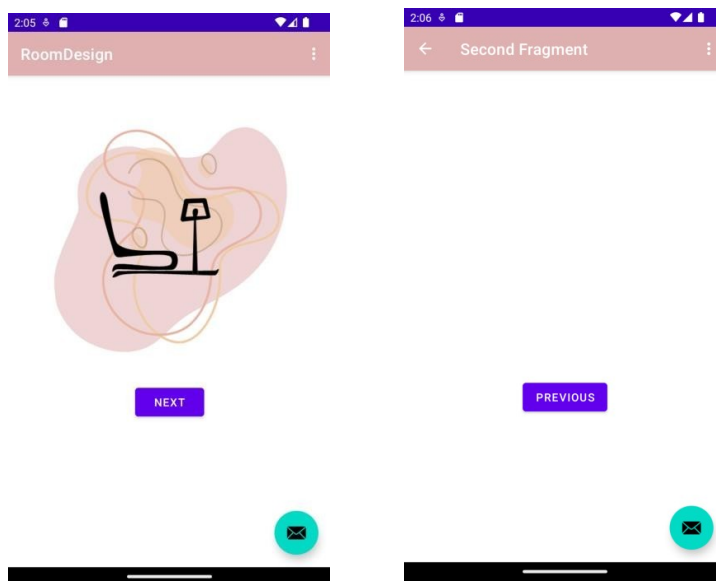 2:05
RoomDesign
NEXT
2:06
Second Fragment
PREVIOUS